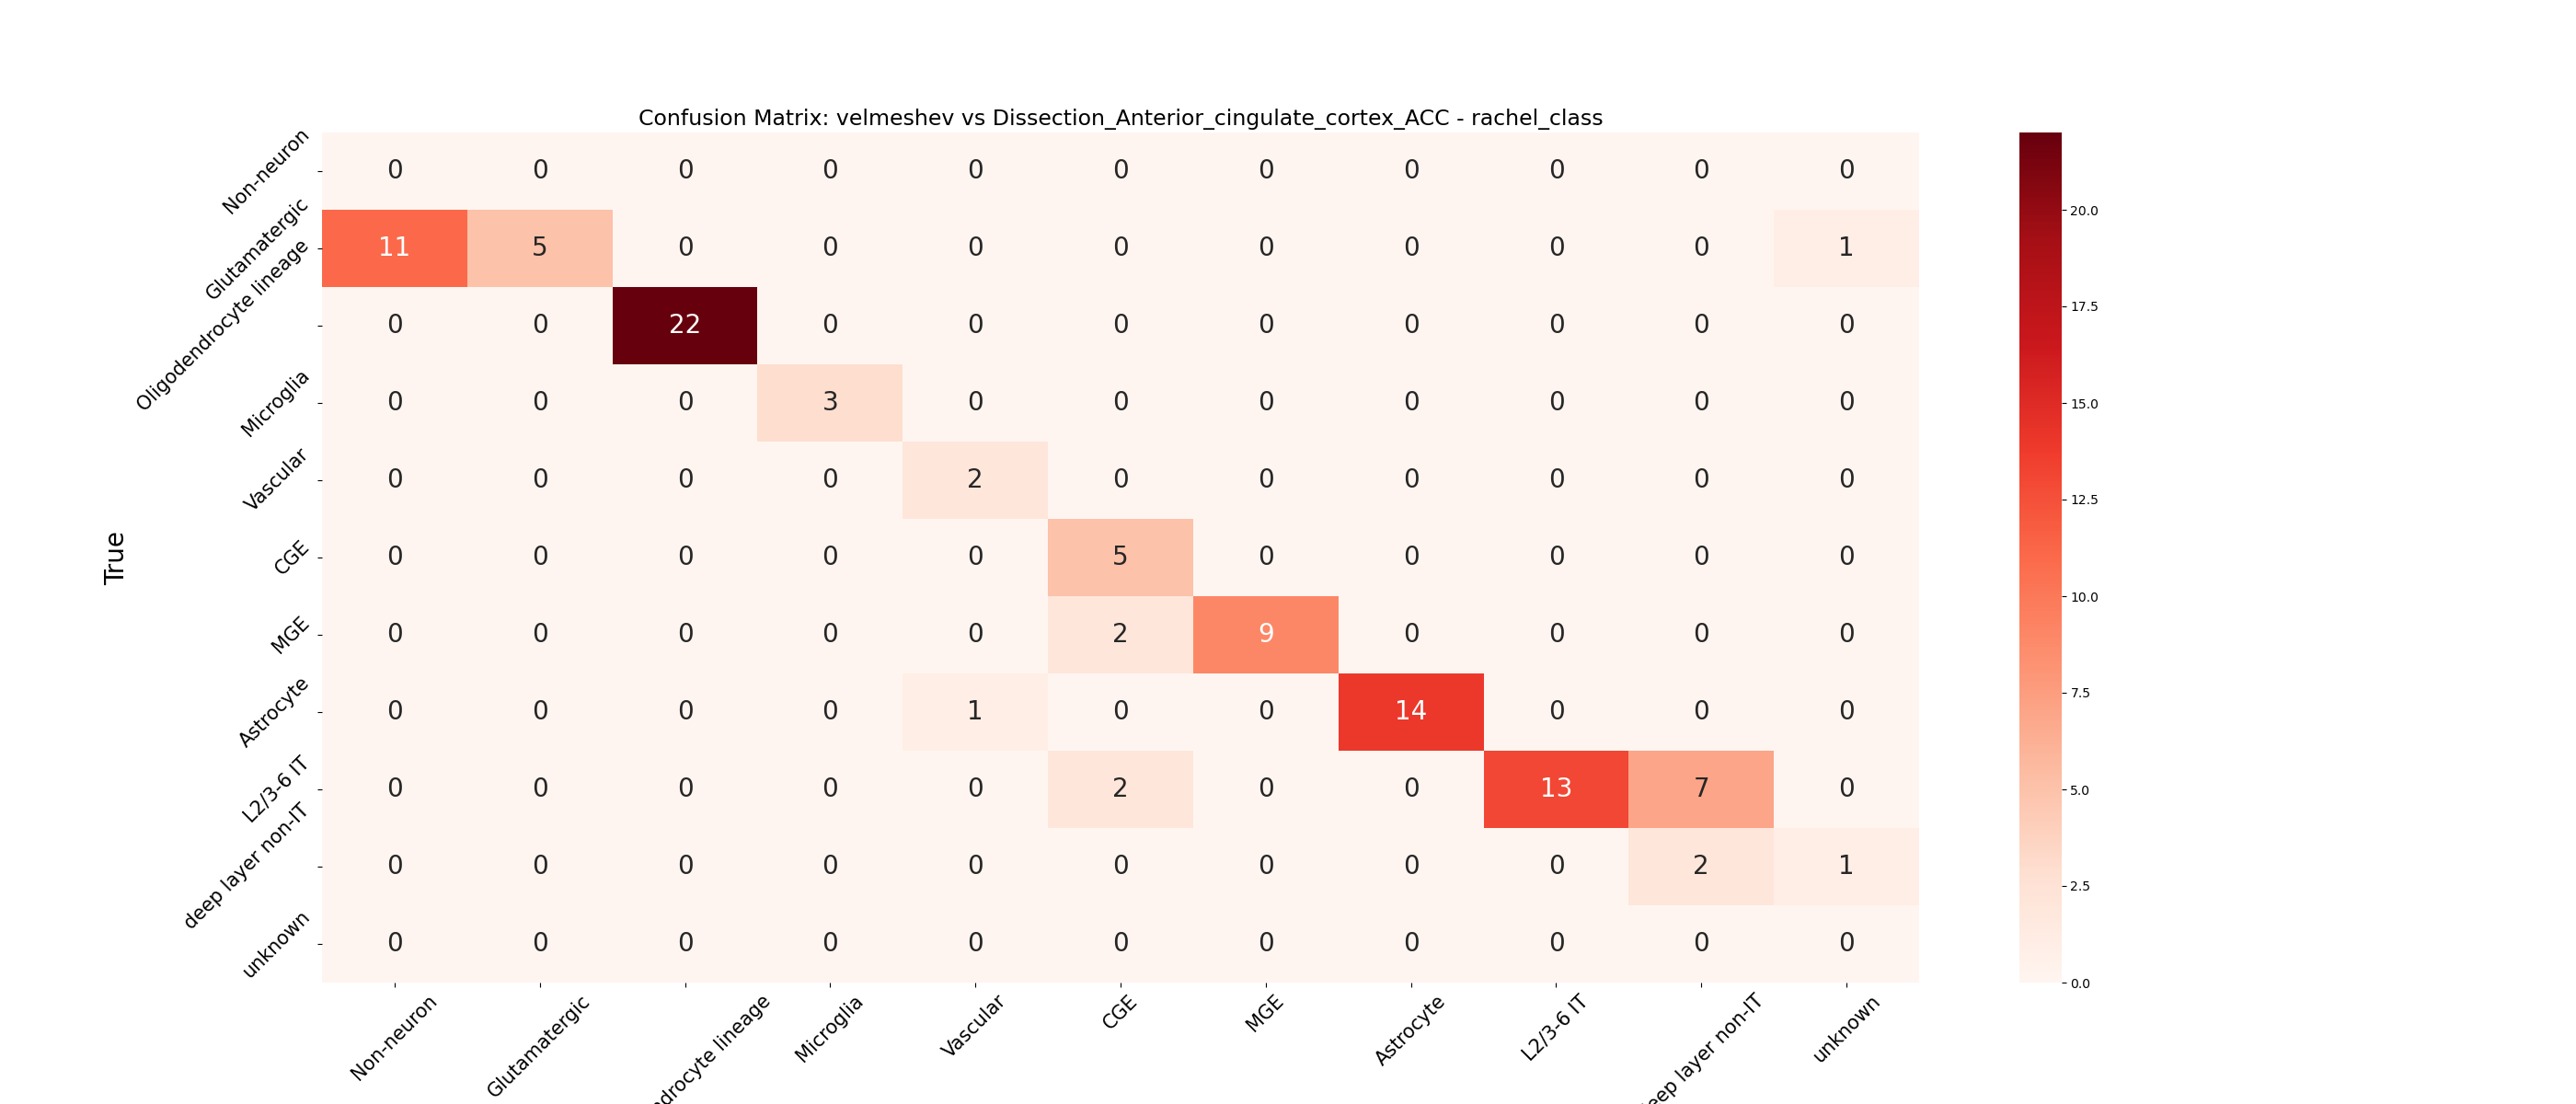 Confusion Matrix: velmeshev vs Dissection_Anterior_cingulate_cortex_ACC - rachel_class
True
Non-neuron 0 0 0 0 0 0 0 0 0 0 0
Glutamatergic 11 5 0 0 0 0 0 0 0 0 1
Oligodendrocyte lineage 0 0 22 0 0 0 0 0 0 0 0
Microglia 0 0 0 3 0 0 0 0 0 0 0
Vascular 0 0 0 0 2 0 0 0 0 0 0
CGE 0 0 0 0 0 5 0 0 0 0 0
MGE 0 0 0 0 0 2 9 0 0 0 0
Astrocyte 0 0 0 0 1 0 0 14 0 0 0
L2/3-6 IT 0 0 0 0 0 2 0 0 13 7 0
deep layer non-IT 0 0 0 0 0 0 0 0 0 2 1
unknown 0 0 0 0 0 0 0 0 0 0 0
Non-neuron
Glutamatergic
lineage
Microglia
Vascular
CGE
MGE
Astrocyte
L2/3-6 IT
layer non-IT
unknown
20.0
17.5
15.0
12.5
10.0
7.5
5.0
2.5
0.0